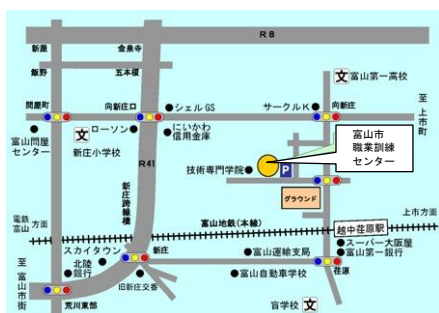 R 8
新屋
金泉寺
飯野
五本榎
文 富山第一高校
問屋町
向新庄口
シェル GS
サークルK
向新庄
至上市町
富山問屋
センター
文
新庄小学校
ローソン
にいかわ
信用金庫
富山市
職業訓練
センター
R41
技術専門学院
P
グラウンド
新庄跨線橋
電鉄
富山 方面
富山地鉄(本線)
越中荏原駅
上市方面
スカイタウン
新庄
富山運輸支局
スーパー大阪屋
富山第一銀行
荏原
至富山市街
北陸
銀行
富山自動車学校
旧新庄交番
荒川東部
盲学校 文